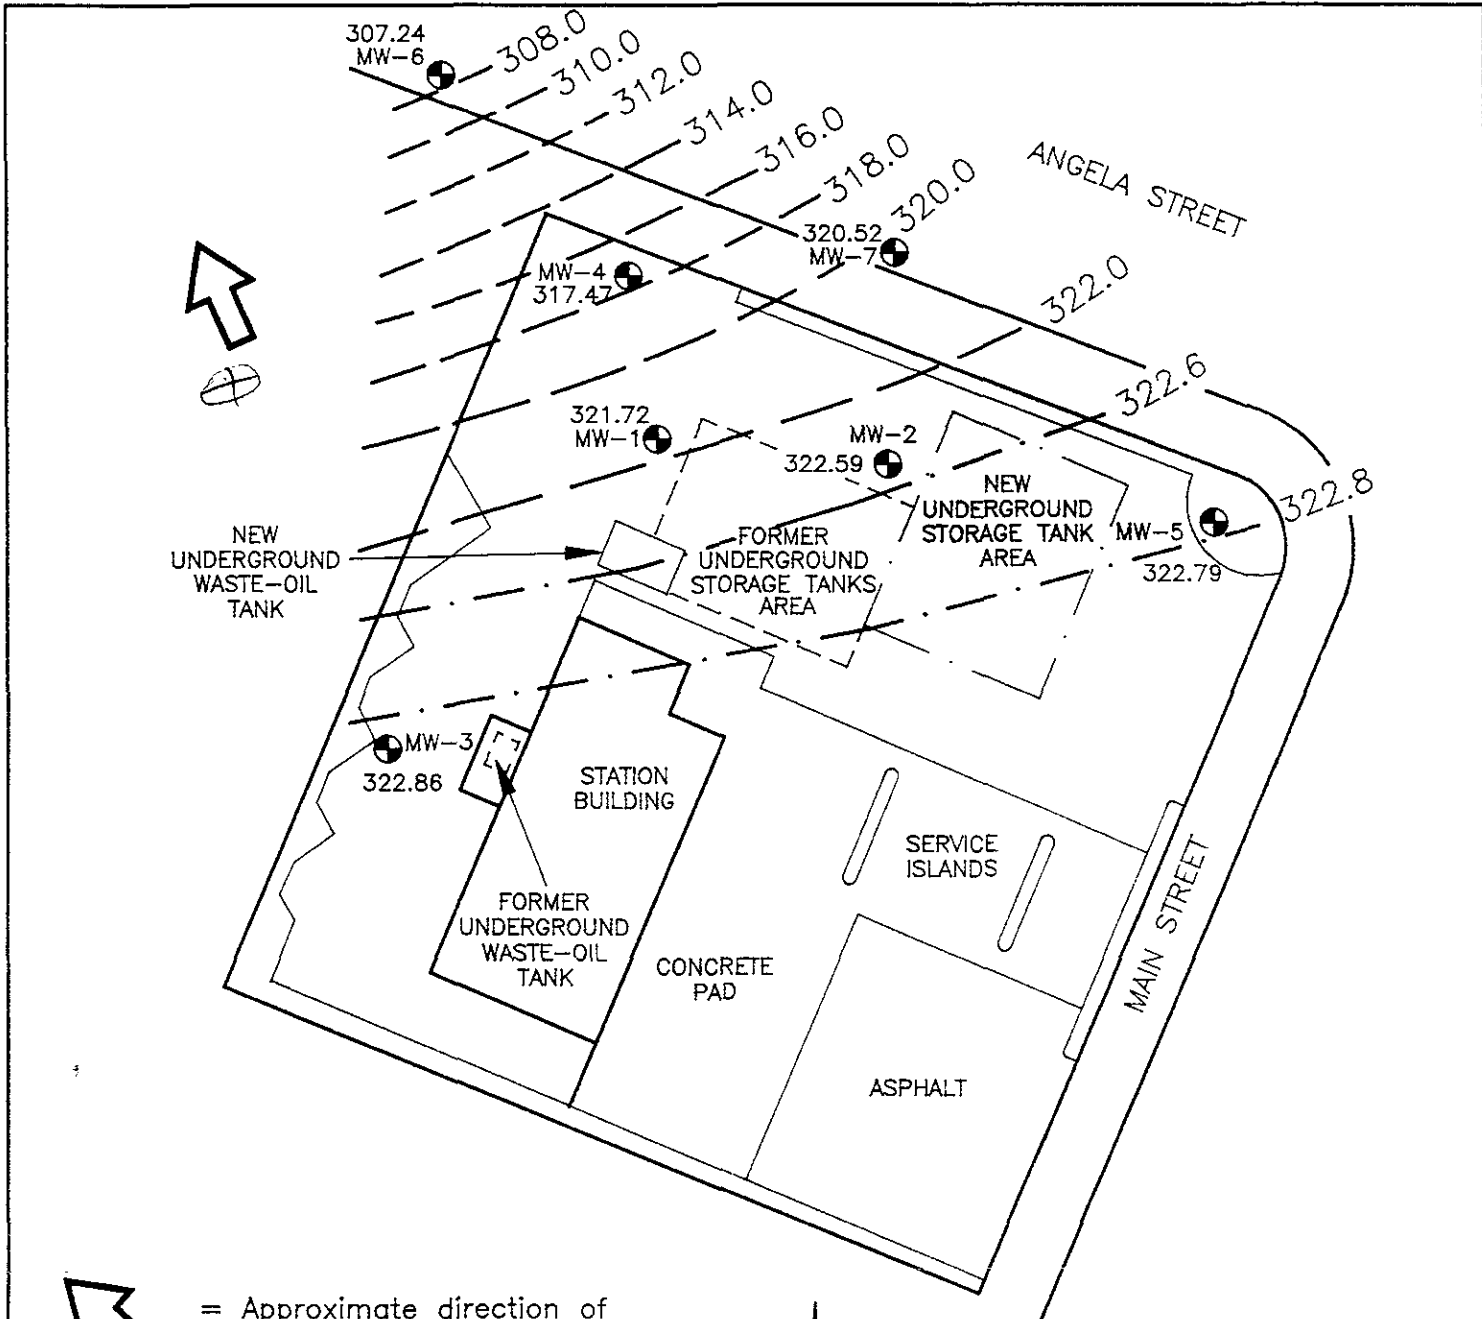 307.24
MW-6
308.0
310.0
312.0
314.0
316.0
318.0
320.0
ANGELA STREET
320.52
MW-7
MW-4
317.47
322.0
322.6
321.72
MW-1
MW-2
322.59
322.8
NEW
UNDERGROUND
STORAGE TANK
AREA
MW-5
322.79
NEW
UNDERGROUND
WASTE-OIL
TANK
FORMER
UNDERGROUND
STORAGE TANKS
AREA
MW-3
322.86
STATION
BUILDING
SERVICE
ISLANDS
FORMER
UNDERGROUND
WASTE-OIL
TANK
CONCRETE
PAD
MAIN STREET
ASPHALT
= Approximate direction of